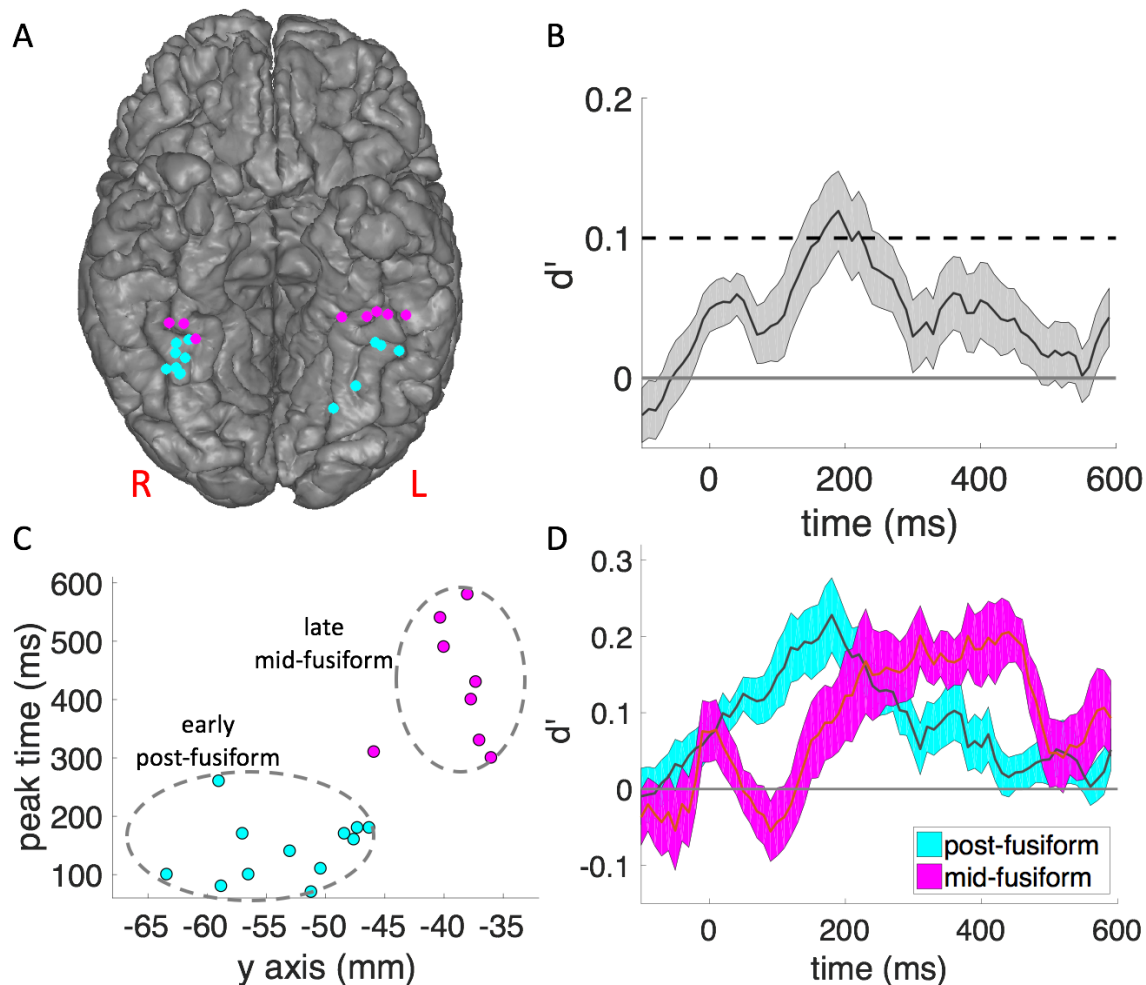 A
R
L
B
0.2
0.1
0
d'
0
200
400
600
time (ms)
C
600
500
400
300
200
100
peak time (ms)
late
mid-fusiform
early
post-fusiform
-65
-60
-55
-50
-45
-40
-35
y axis (mm)
D
0.3
0.2
0.1
0
-0.1
d'
post-fusiform
mid-fusiform
0
200
400
600
time (ms)